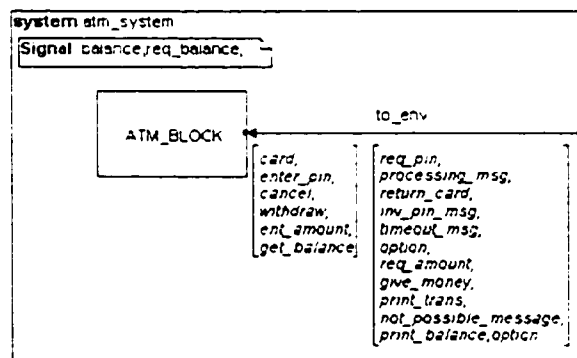 system atm_system
Signal balance,req_balance,
to_env
ATM_BLOCK
card,
enter_pin,
cancel,
withdraw,
ent_amount,
get_balance
req_pin,
processing_msg,
return_card,
inv_pin_msg,
timeout_msg,
option,
req_amount,
give_money,
print_trans,
not_possible_message,
print_balance,option